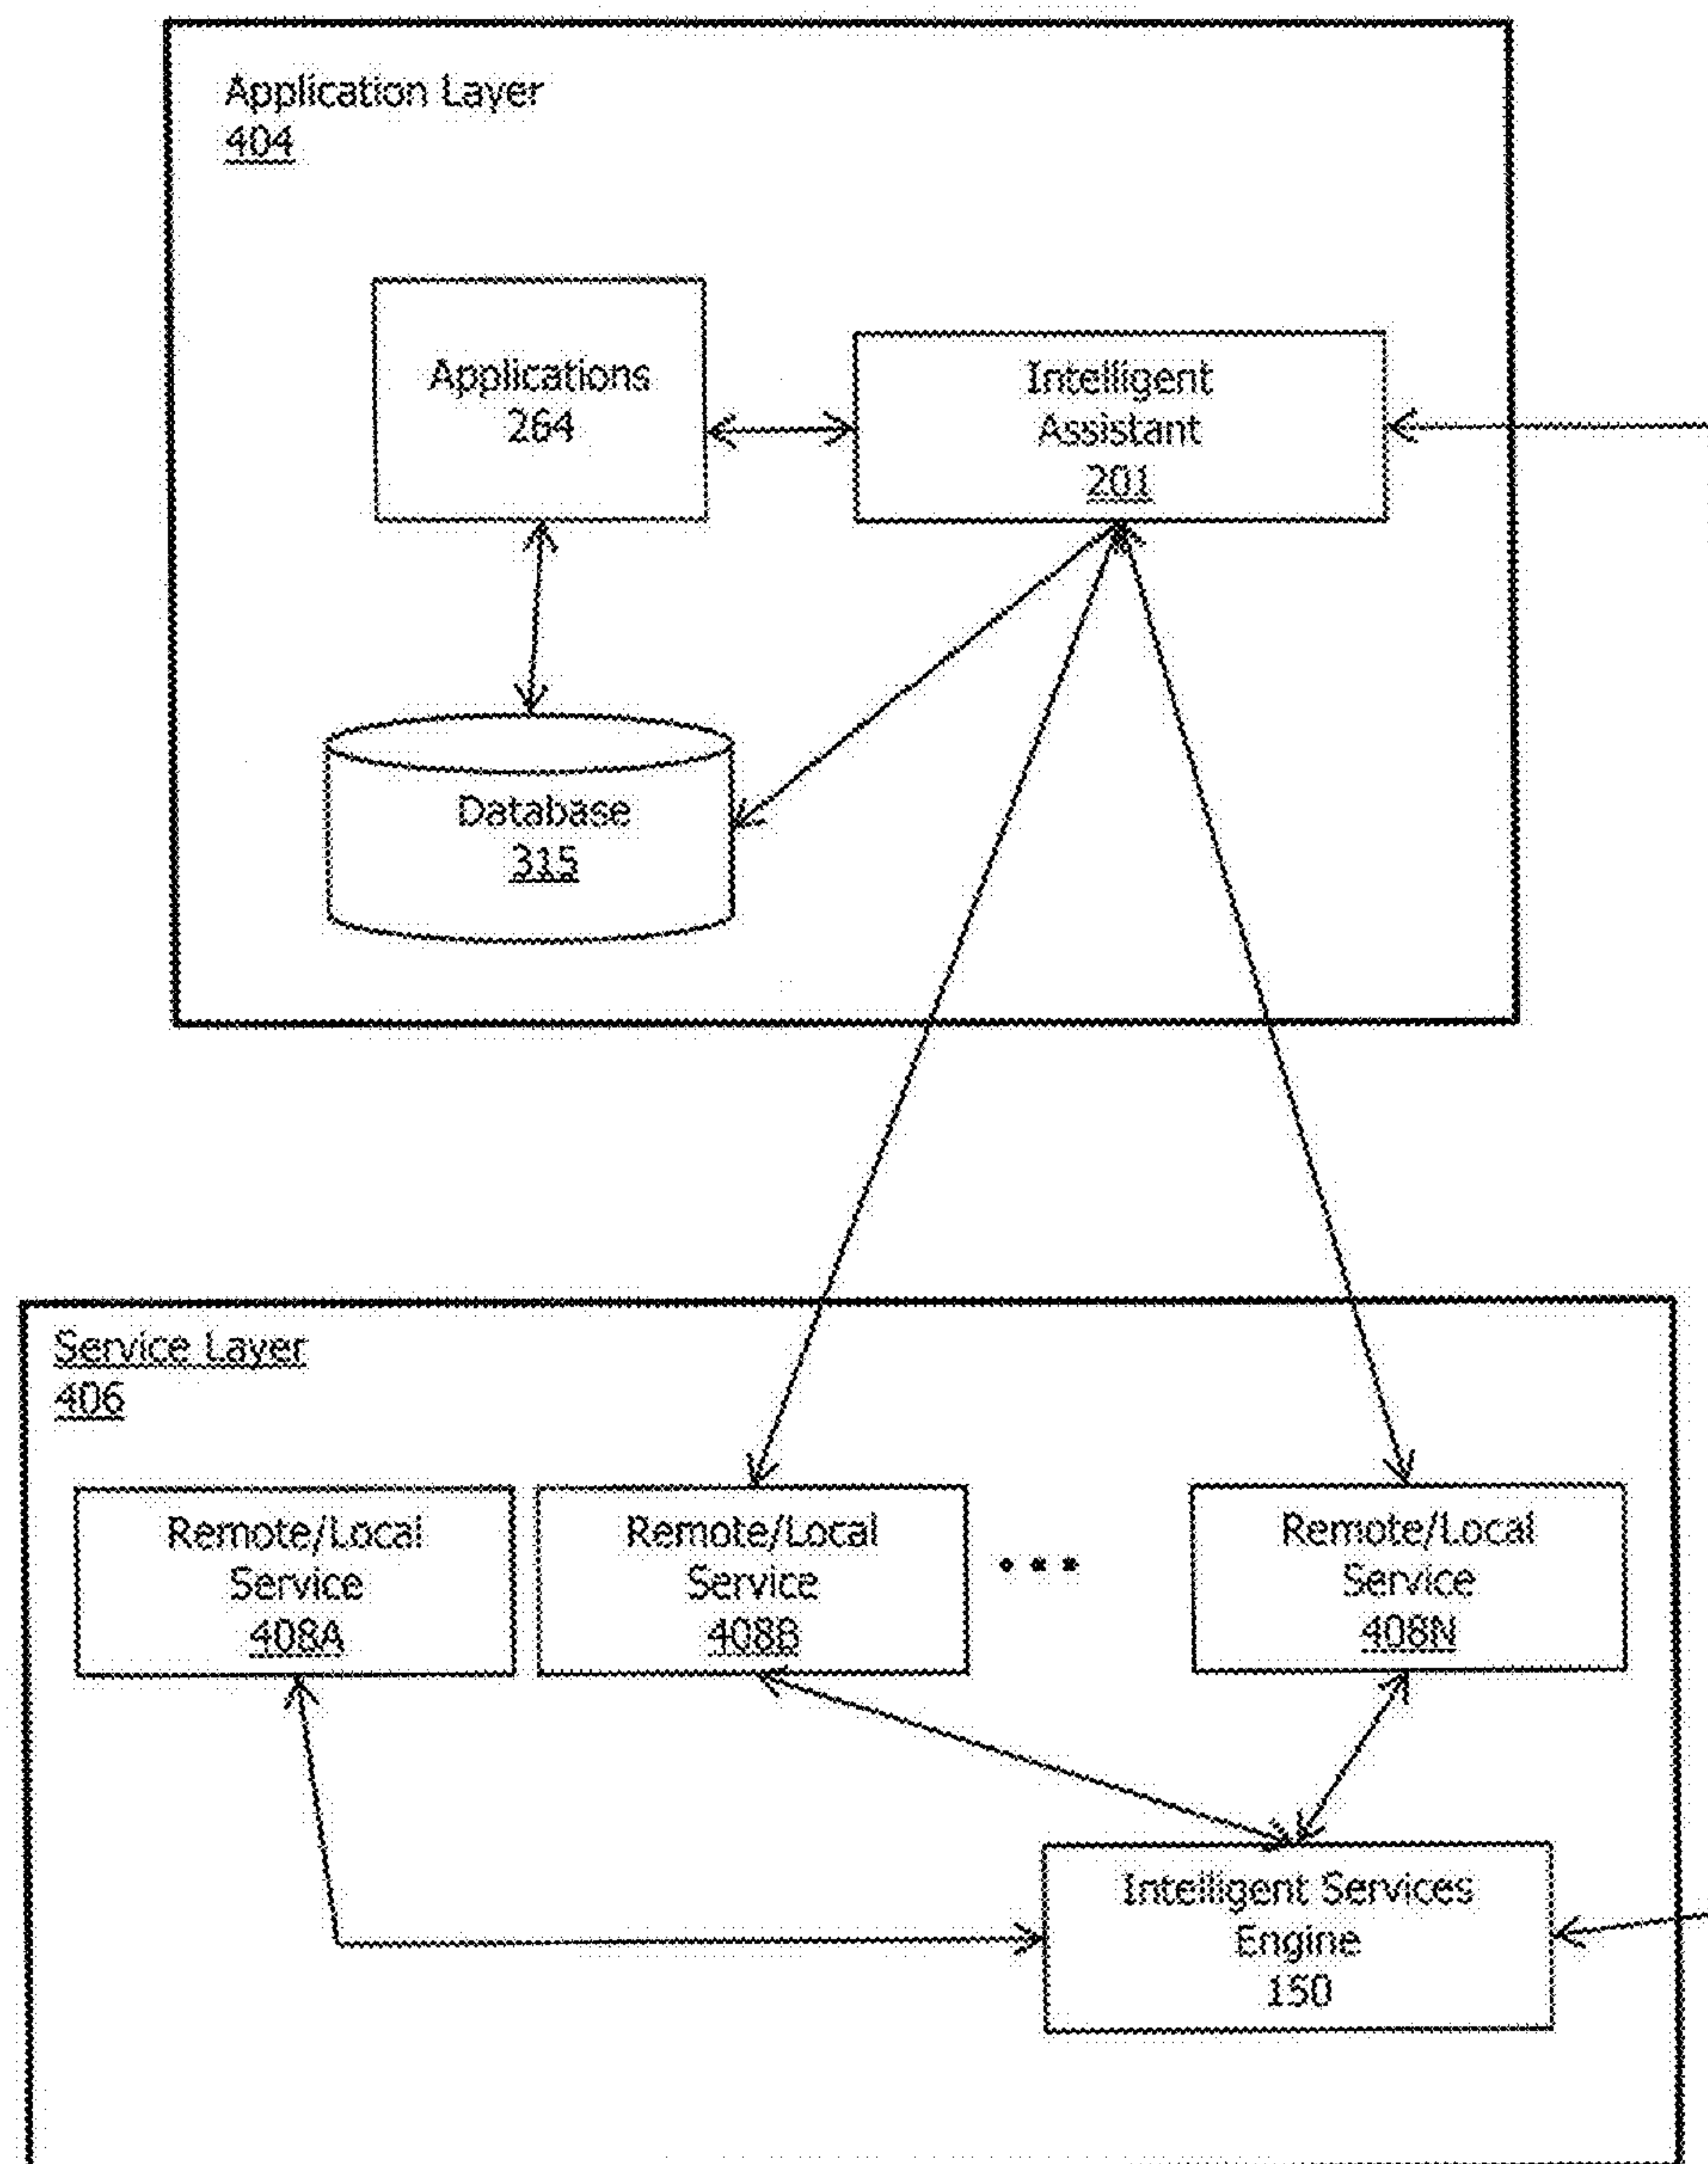 Application Layer
404
Applications
264
Intelligent
Assistant
201
Database
315
Service Layer
406
Remote/Local
Service
408A
Remote/Local
Service
408B
Remote/Local
Service
408N
Intelligent Services
Engine
150